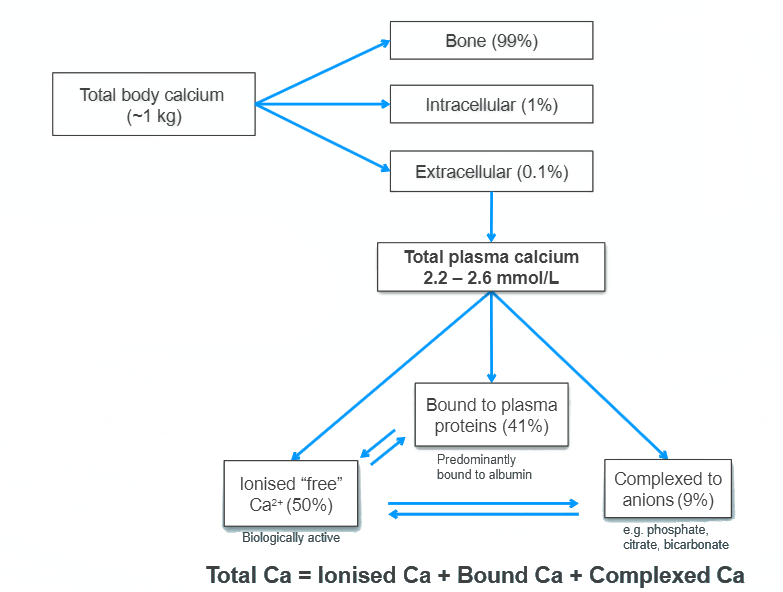 Bone (99%)
Total body calcium
(~1 kg)
Intracellular (1%)
Extracellular (0.1%)
Total plasma calcium
2.2 – 2.6 mmol/L
Bound to plasma
proteins (41%)
Predominantly
bound to albumin
Ionised “free”
Ca²⁺ (50%)
Biologically active
Complexed to
anions (9%)
e.g. phosphate,
citrate, bicarbonate
Total Ca = Ionised Ca + Bound Ca + Complexed Ca